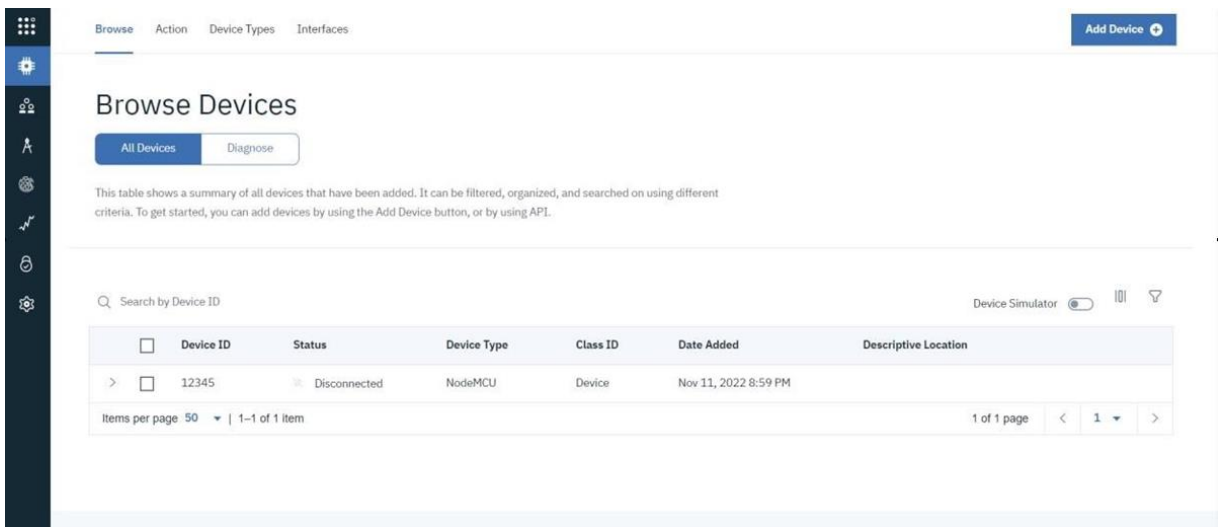 Browse Action Device Types Interfaces Add Device
Browse Devices
All Devices Diagnose
This table shows a summary of all devices that have been added. It can be filtered, organized, and searched on using different
criteria. To get started, you can add devices by using the Add Device button, or by using API.
Search by Device ID Device Simulator
Device ID Status Device Type Class ID Date Added Descriptive Location
12345 Disconnected NodeMCU Device Nov 11, 2022 8:59 PM
Items per page 50 | 1–1 of 1 item 1 of 1 page < 1 >